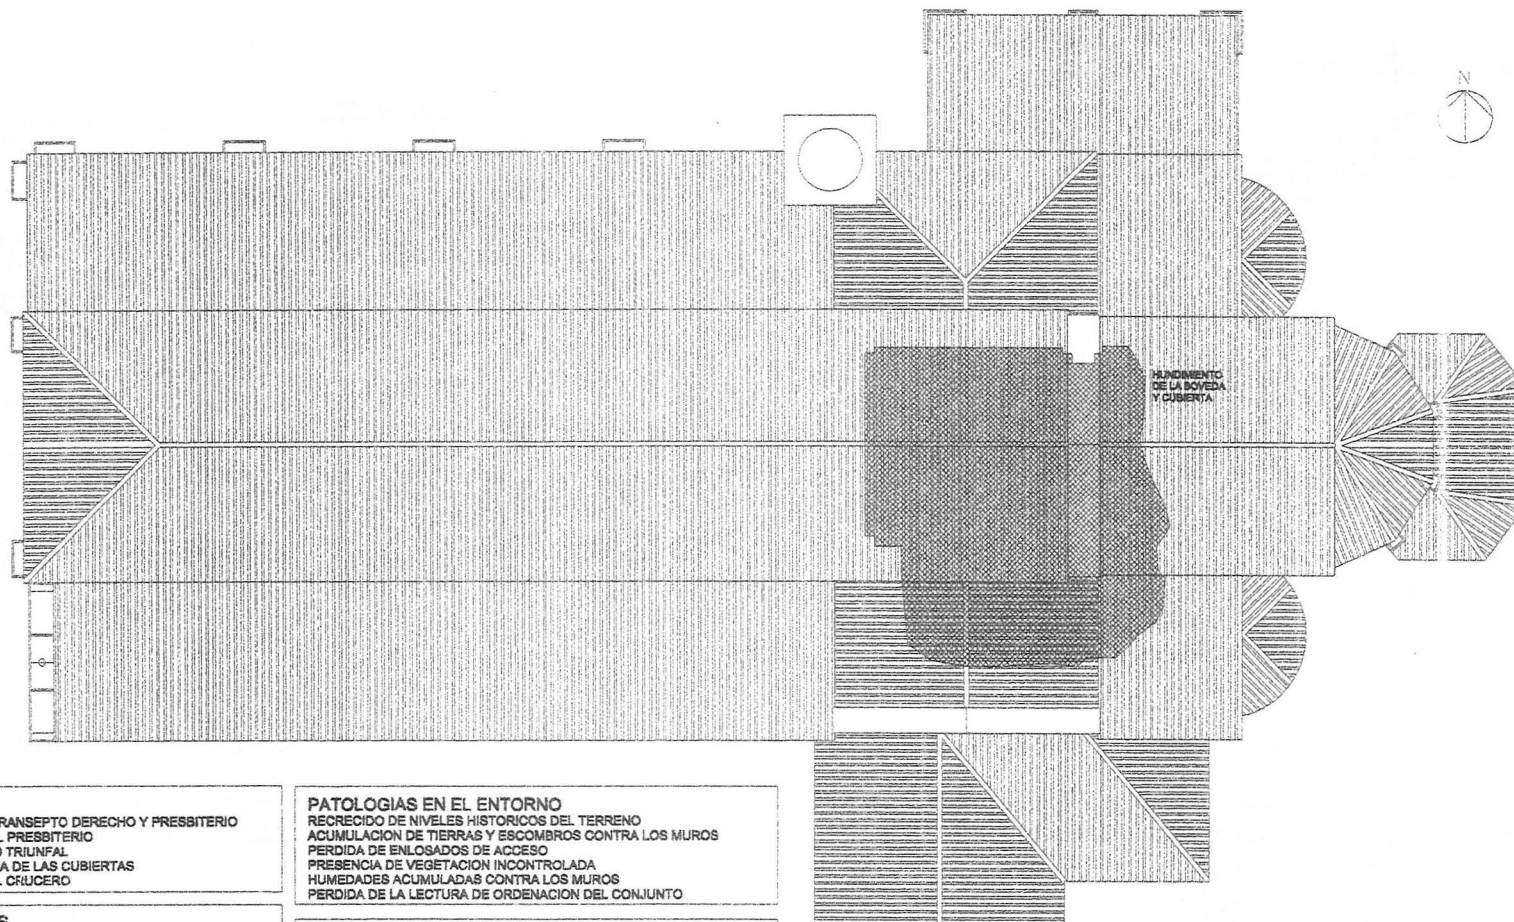 N
HUNDIMIENTO
DE LA BOVEDA
Y CUBIERTA
RANSEPTO DERECHO Y PRESBITERIO
L PRESBITERIO
O TRIUNFAL
A DE LAS CUBIERTAS
L CRUCERO
PATOLOGIAS EN EL ENTORNO
RECRECIDO DE NIVELES HISTORICOS DEL TERRENO
ACUMULACION DE TIERRAS Y ESCOMBROS CONTRA LOS MUROS
PERDIDA DE ENLOSADOS DE ACCESO
PRESENCIA DE VEGETACION INCONTROLADA
HUMEDADES ACUMULADAS CONTRA LOS MUROS
PERDIDA DE LA LECTURA DE ORDENACION DEL CONJUNTO